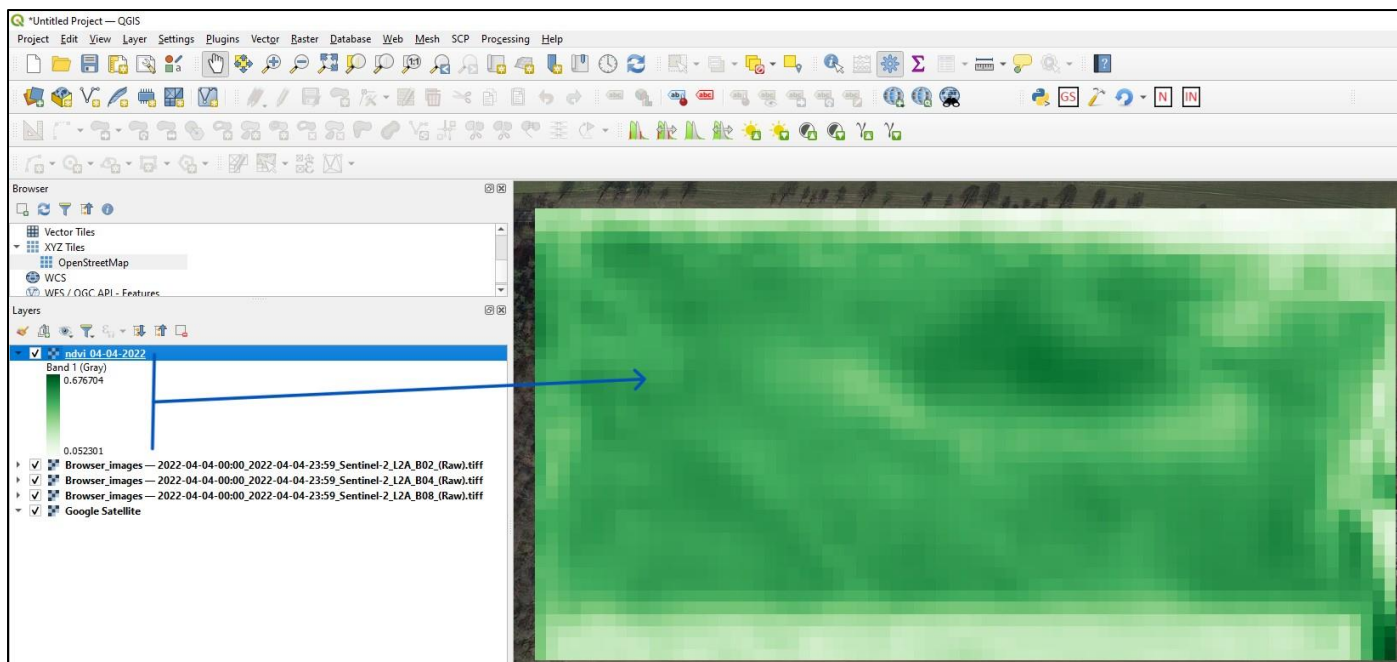 *Untitled Project — QGIS
Project Edit View Layer Settings Plugins Vector Raster Database Web Mesh SCP Processing Help
GS N IN
Browser
Vector Tiles
XYZ Tiles
OpenStreetMap
WCS
WFS / OGC API - Features
Layers
ndvi 04-04-2022
Band 1 (Gray)
0.676704
0.052301
Browser_images — 2022-04-04-00:00_2022-04-04-23:59_Sentinel-2_L2A_B02_(Raw).tiff
Browser_images — 2022-04-04-00:00_2022-04-04-23:59_Sentinel-2_L2A_B04_(Raw).tiff
Browser_images — 2022-04-04-00:00_2022-04-04-23:59_Sentinel-2_L2A_B08_(Raw).tiff
Google Satellite